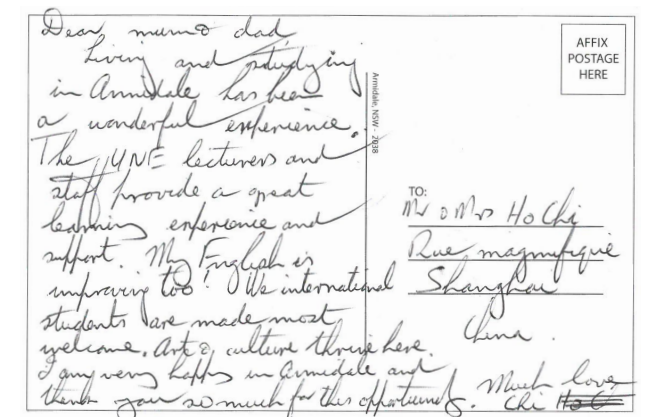 Dear mum & dad
Living and studying
in Armidale has been
a wonderful experience.
The UNE lecturers and
staff provide a great
learning experience and
support. My English is
improving too! We international
students are made most
welcome. Art & culture thrive here.
I am very happy in Armidale and
thank you so much for this opportunity.
Much love,
Chi Ho C
Armidale, NSW - 2038
AFFIX
POSTAGE
HERE
TO:
Mr & Mrs Ho Chi
Rue magnifique
Shanghai
China.